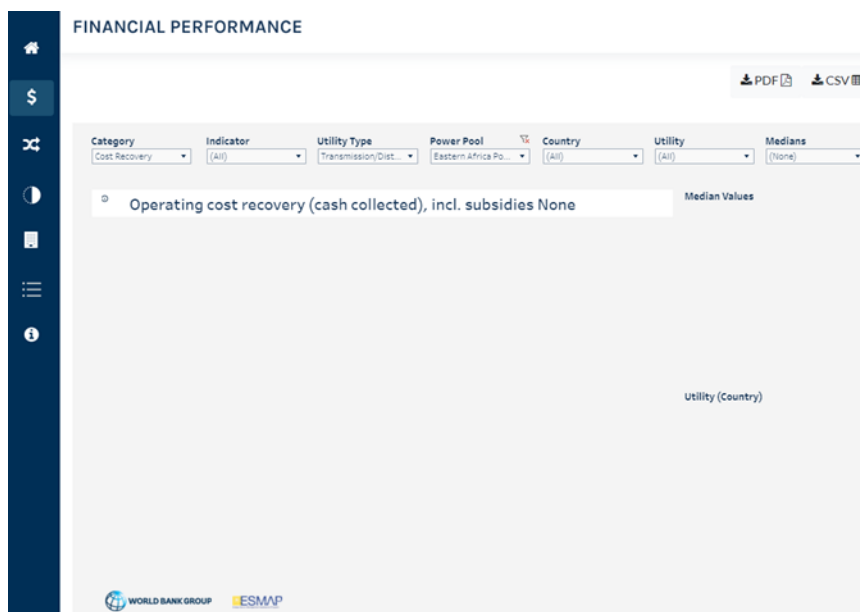 FINANCIAL PERFORMANCE
$
PDF CSV
Category Indicator Utility Type Power Pool Country Utility Medians
Cost Recovery (All) Transmission/Dist... Eastern Africa Po... (All) (All) (None)
Operating cost recovery (cash collected), incl. subsidies None
Median Values
Utility (Country)
WORLD BANK GROUP ESMAP